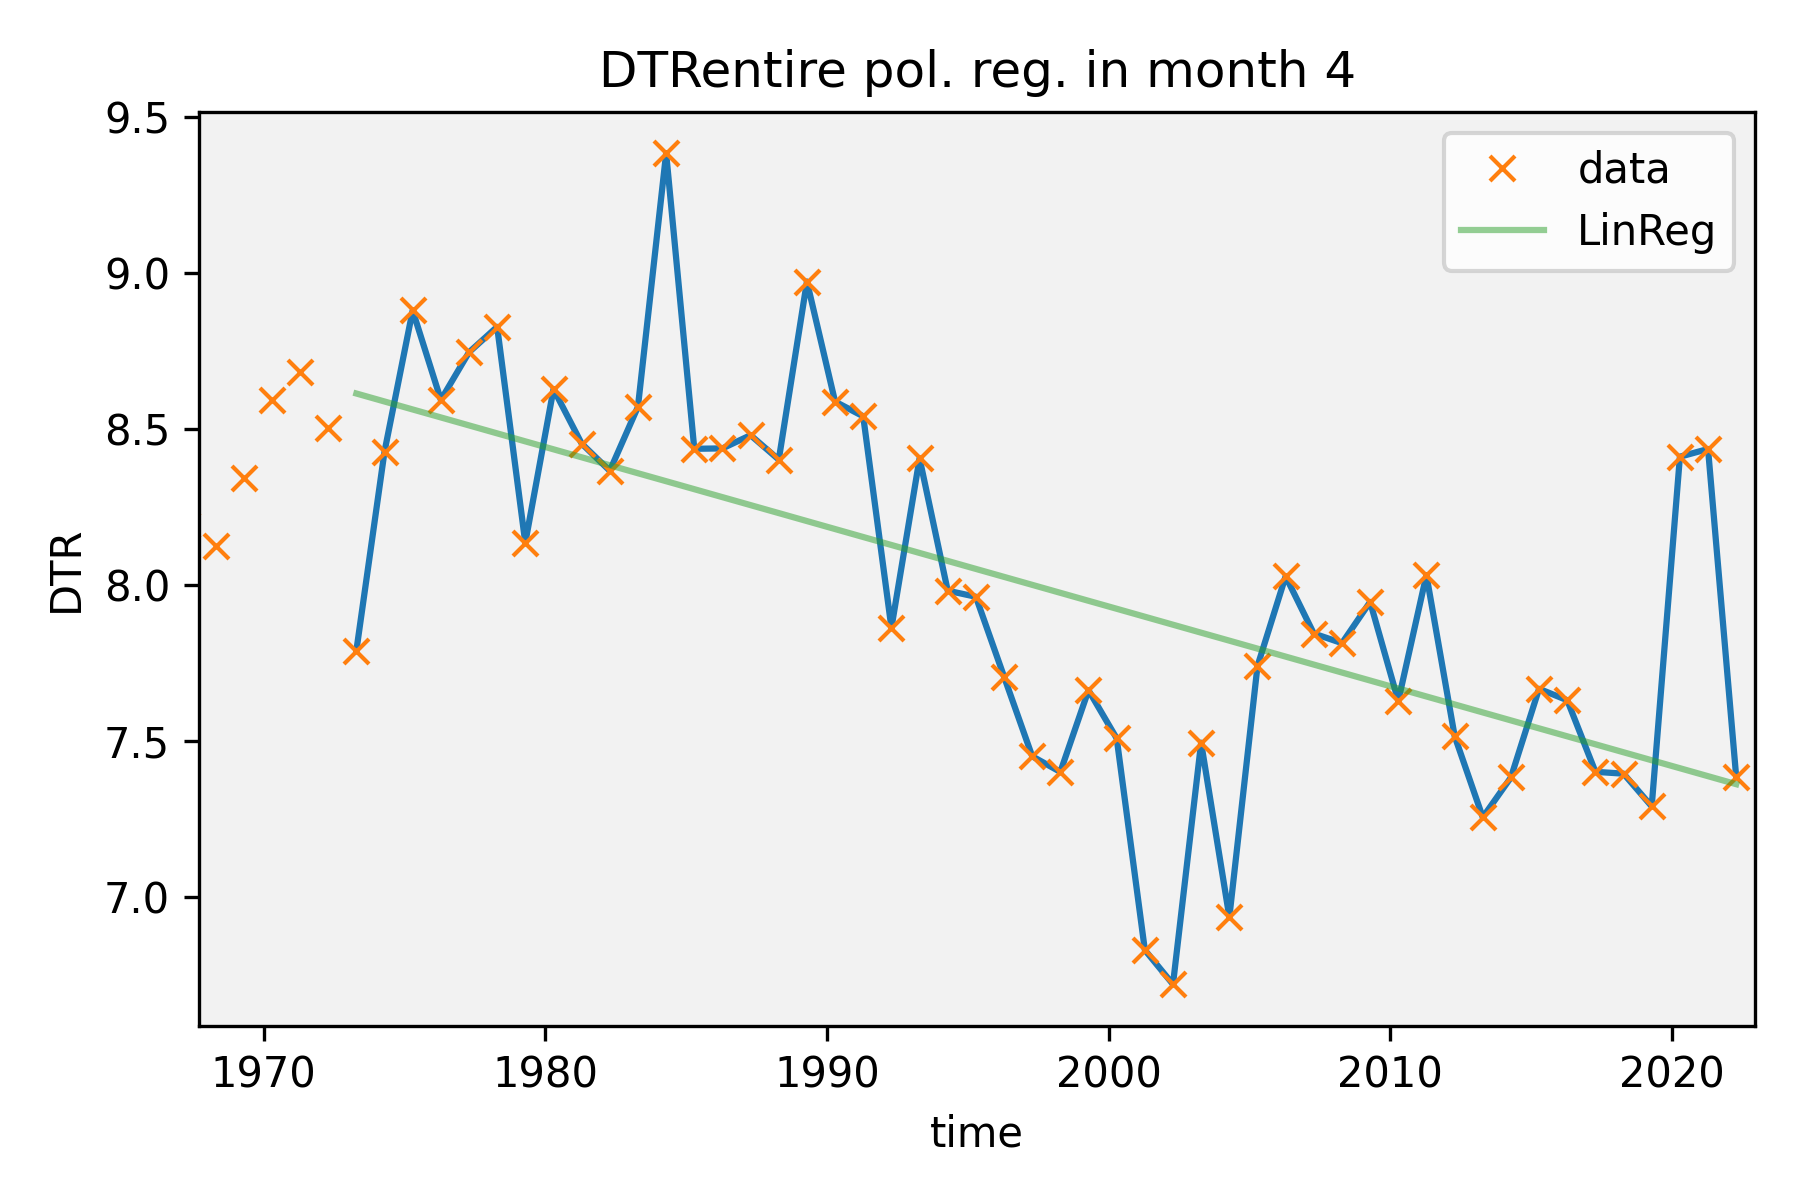 DTRentire pol. reg. in month 4
9.5
9.0
8.5
8.0
7.5
7.0
DTR
data
LinReg
1970 1980 1990 2000 2010 2020
time